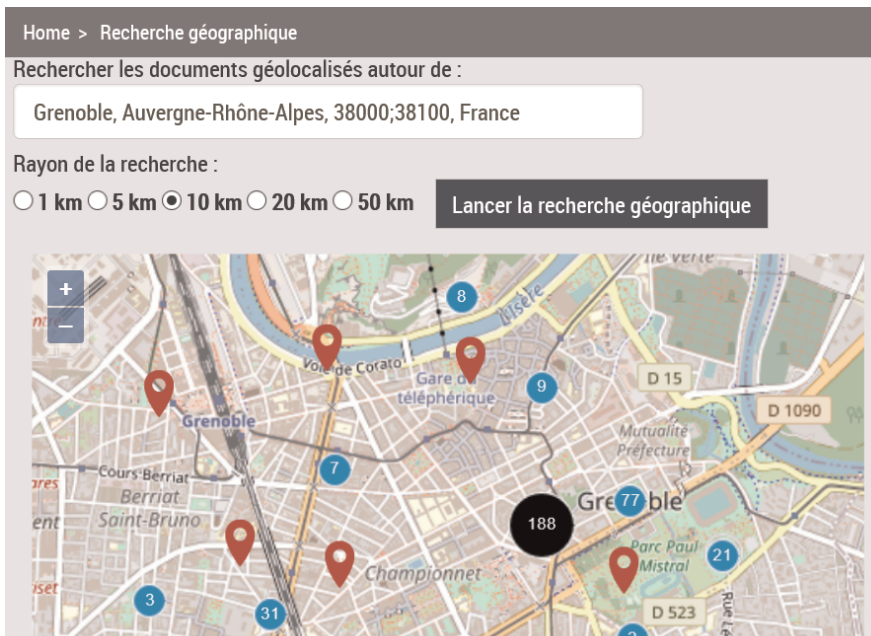 Home > Recherche géographique
Rechercher les documents géolocalisés autour de :
Grenoble, Auvergne-Rhône-Alpes, 38000;38100, France
Rayon de la recherche :
1 km 5 km 10 km 20 km 50 km Lancer la recherche géographique
Ile Verte
+
8
l'Isère
–
Voie de Corato
Gare du
téléphérique
9
D 15
D 1090
Grenoble
Mutualité
Préfecture
7
Cours Berriat
Berriat
Saint-Bruno
188
Grenoble
77
Parc Paul
Mistral
21
Championnet
3
31
D 523